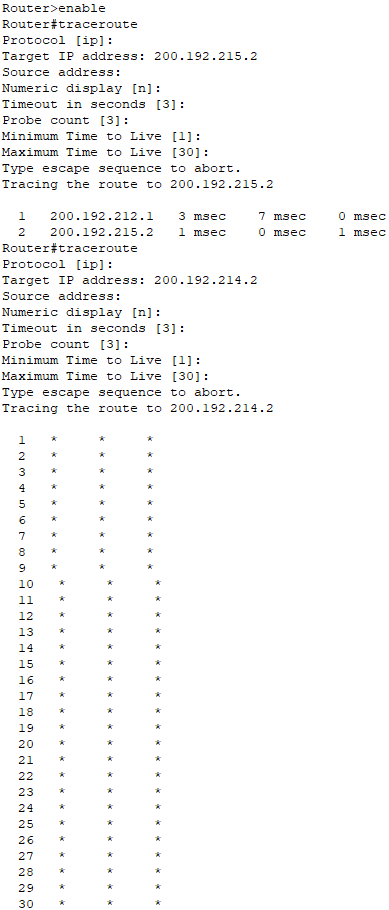 Router>enable
Router#traceroute
Protocol [ip]:
Target IP address: 200.192.215.2
Source address:
Numeric display [n]:
Timeout in seconds [3]:
Probe count [3]:
Minimum Time to Live [1]:
Maximum Time to Live [30]:
Type escape sequence to abort.
Tracing the route to 200.192.215.2

  1   200.192.212.1   3 msec    7 msec    0 msec
  2   200.192.215.2   1 msec    0 msec    1 msec
Router#traceroute
Protocol [ip]:
Target IP address: 200.192.214.2
Source address:
Numeric display [n]:
Timeout in seconds [3]:
Probe count [3]:
Minimum Time to Live [1]:
Maximum Time to Live [30]:
Type escape sequence to abort.
Tracing the route to 200.192.214.2

  1   *     *     *
  2   *     *     *
  3   *     *     *
  4   *     *     *
  5   *     *     *
  6   *     *     *
  7   *     *     *
  8   *     *     *
  9   *     *     *
  10   *     *     *
  11   *     *     *
  12   *     *     *
  13   *     *     *
  14   *     *     *
  15   *     *     *
  16   *     *     *
  17   *     *     *
  18   *     *     *
  19   *     *     *
  20   *     *     *
  21   *     *     *
  22   *     *     *
  23   *     *     *
  24   *     *     *
  25   *     *     *
  26   *     *     *
  27   *     *     *
  28   *     *     *
  29   *     *     *
  30   *     *     *